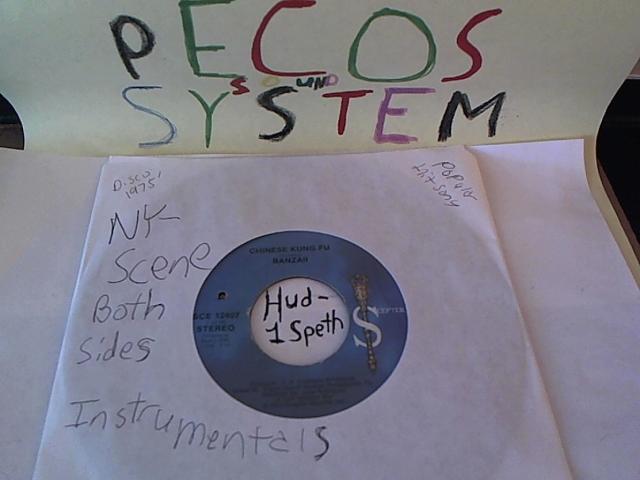 PECOS
SOUND
SYSTEM
Disco'
1975'
Popular
Hit song
NY
Scene
Both
Sides
Instrumentals
CHINESE KUNG FU
BANZAII
SCE 12407
STEREO
SCEPTER
Hud-
1 Speth